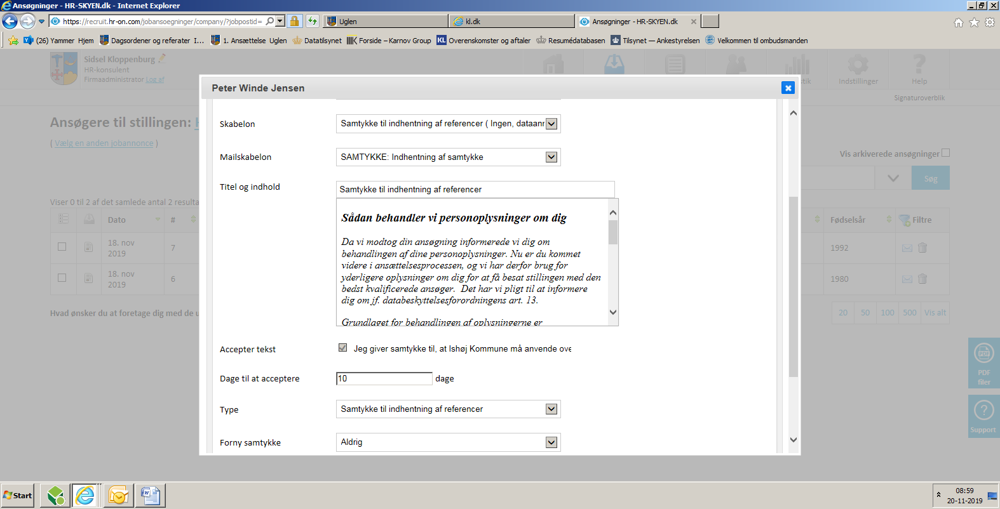 Ansøgninger - HR-SKYEN.dk - Internet Explorer
https://recruit.hr-on.com/jobansoegninger/company/?jobpostid=
Uglen
kl.dk
Ansøgninger - HR-SKYEN.dk
(26) Yammer Hjem
Dagsordener og referater I...
1. Ansættelse Uglen
Datatilsynet
Forside – Karnov Group
KL Overenskomster og aftaler
Resumédatabasen
Tilsynet — Ankestyrelsen
Velkommen til ombudsmanden
Sidsel Kloppenburg
HR-konsulent
Firmaadministrator Log af
tik
Indstillinger
Help
Signaturoverblik
Peter Winde Jensen
Ansøgere til stillingen:
( Vælg en anden jobannonce )
Vis arkiverede ansøgninger
Søg
Viser 0 til 2 af det samlede antal 2 resulta
Dato
#
Fødselsår
Filtre
18. nov
2019
7
1992
18. nov
2019
6
1980
Hvad ønsker du at foretage dig med de u
20
50
100
500
Vis alt
Skabelon
Samtykke til indhentning af referencer ( Ingen, dataanr
Mailskabelon
SAMTYKKE: Indhentning af samtykke
Titel og indhold
Samtykke til indhentning af referencer
Sådan behandler vi personoplysninger om dig
Da vi modtog din ansøgning informerede vi dig om
behandlingen af dine personoplysninger. Nu er du kommet
videre i ansættelsesprocessen, og vi har derfor brug for
yderligere oplysninger om dig for at få besat stillingen med den
bedst kvalificerede ansøger. Det har vi pligt til at informere
dig om jf. databeskyttelsesforordningens art. 13.
Grundlaget for behandlingen af oplysningerne er
Accepter tekst
Jeg giver samtykke til, at Ishøj Kommune må anvende ove
Dage til at acceptere
10
dage
Type
Samtykke til indhentning af referencer
Forny samtykke
Aldrig
PDF
PDF
filer
Support
Start
08:59
20-11-2019